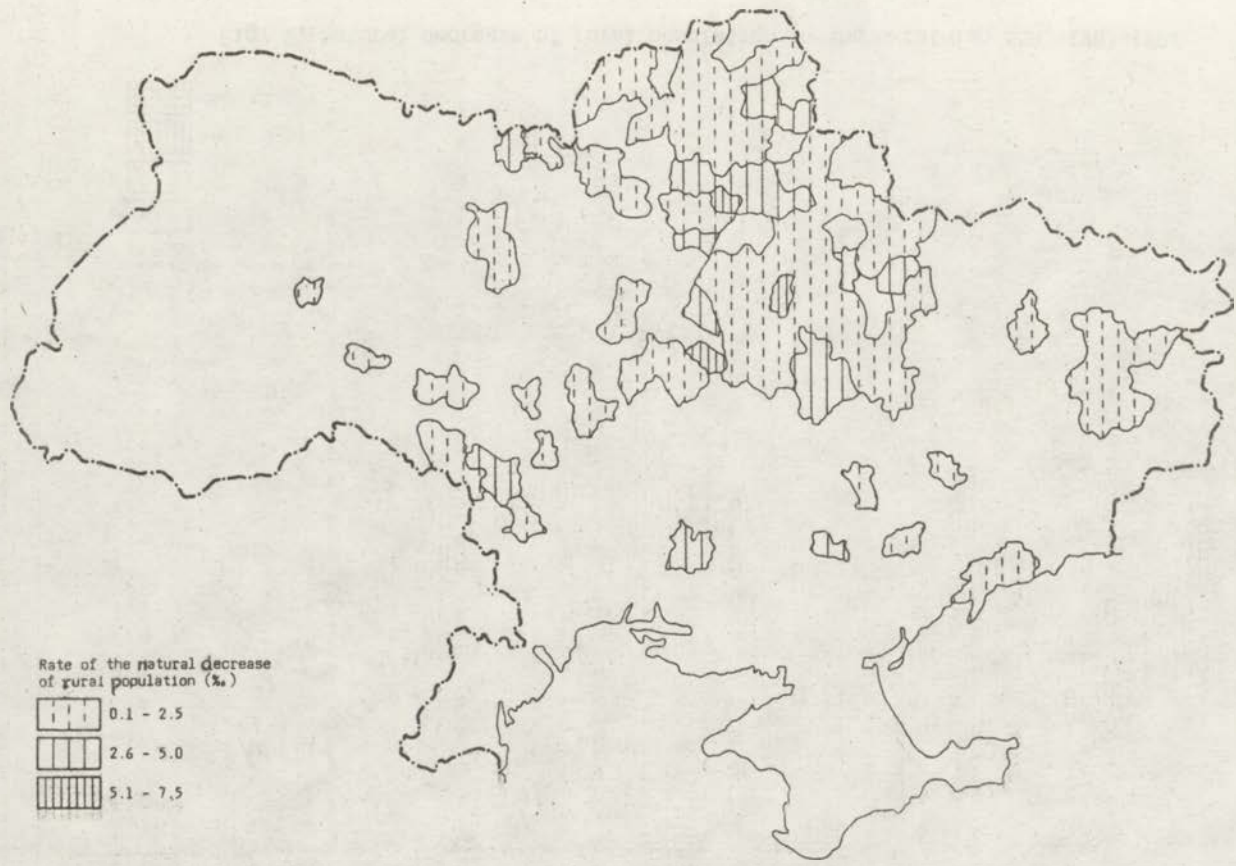 Rate of the natural decrease
of rural population (‰)
0.1 - 2.5
2.6 - 5.0
5.1 - 7.5